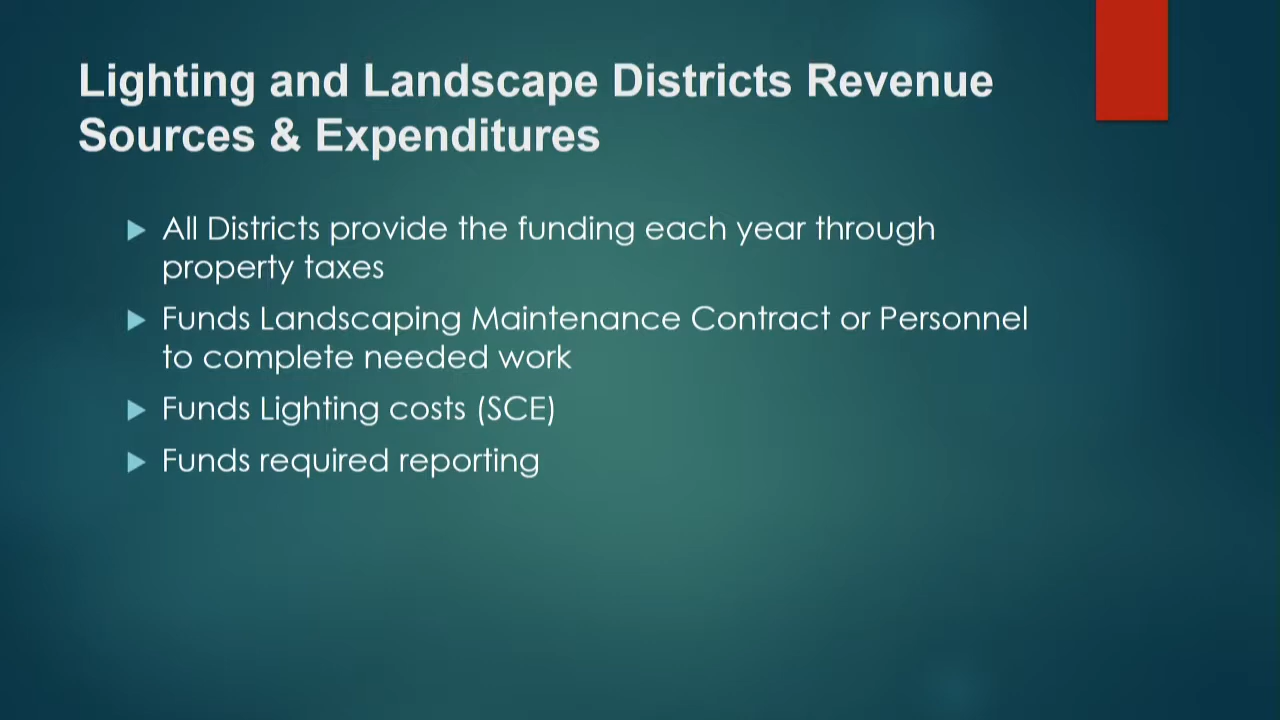 Lighting and Landscape Districts Revenue
Sources & Expenditures
All Districts provide the funding each year through
property taxes
Funds Landscaping Maintenance Contract or Personnel
to complete needed work
Funds Lighting costs (SCE)
Funds required reporting